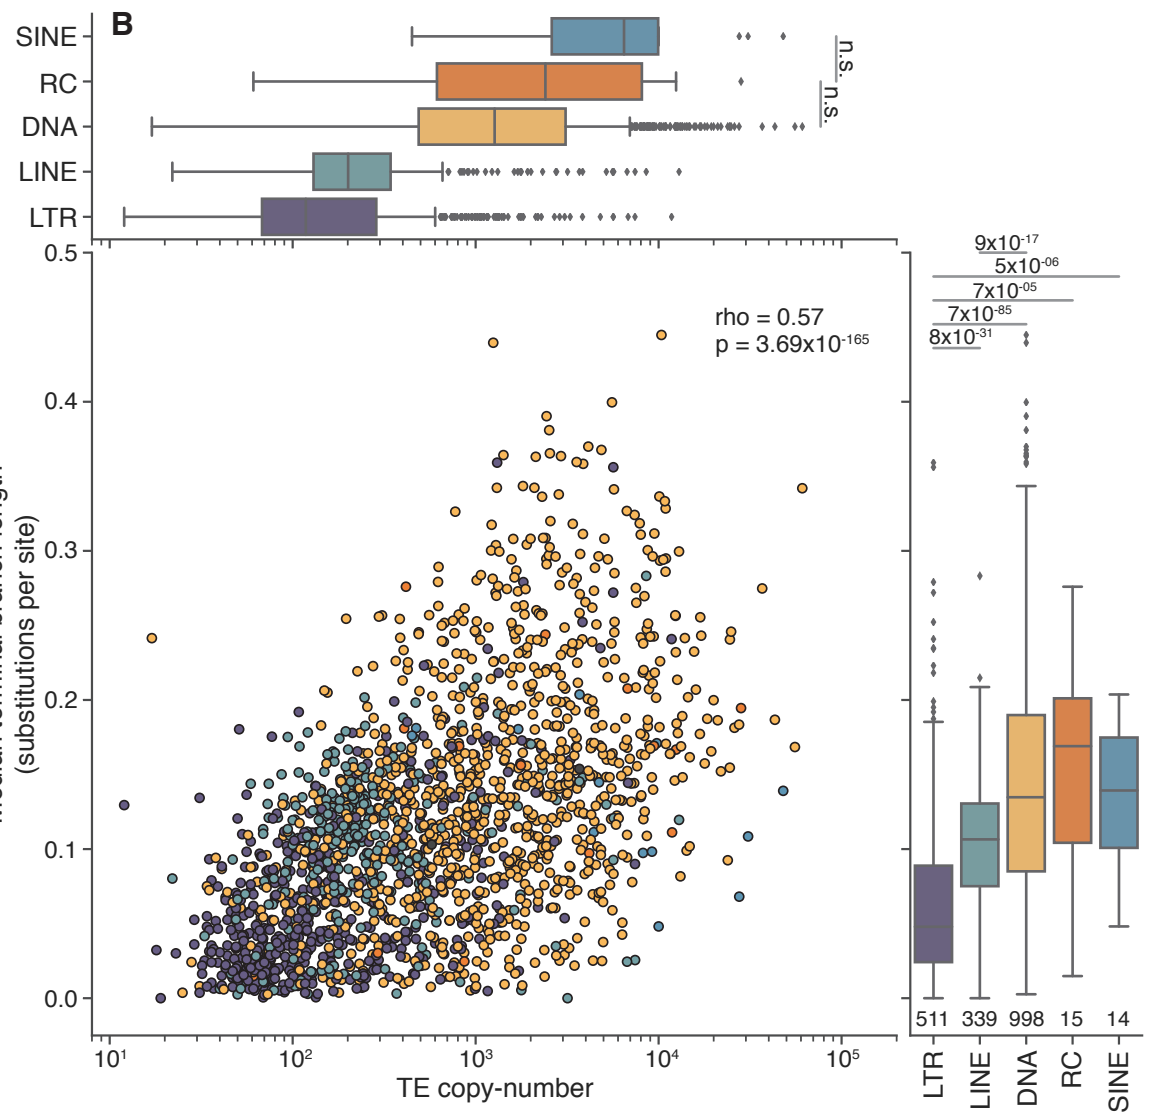 B
SINE
RC
DNA
LINE
LTR
n.s.
n.s.
0.5
0.4
0.3
0.2
0.1
0.0
(substitutions per site)
rho = 0.57
p = 3.69x10⁻¹⁶⁵
9x10⁻¹⁷
5x10⁻⁰⁶
7x10⁻⁰⁵
7x10⁻⁸⁵
8x10⁻³¹
511 339 998 15 14
10¹ 10² 10³ 10⁴ 10⁵
TE copy-number
LTR LINE DNA RC SINE